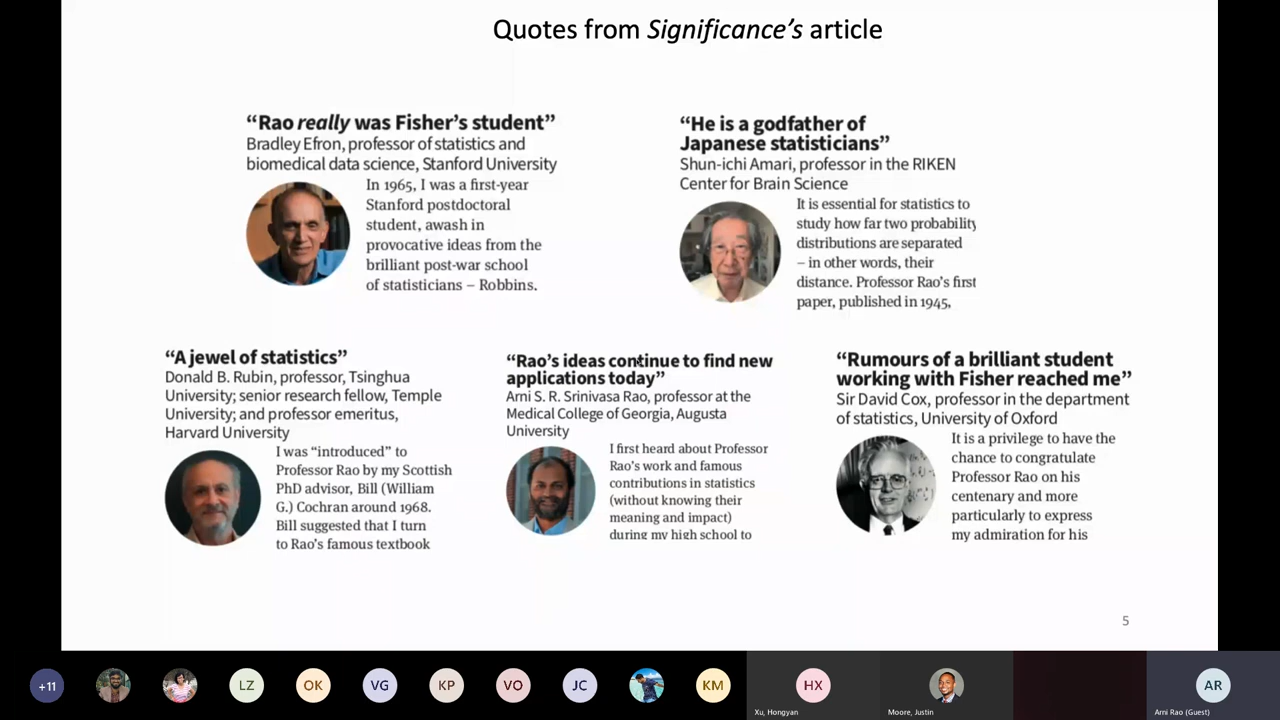 Quotes from Significance’s article
“Rao really was Fisher’s student”
Bradley Efron, professor of statistics and
biomedical data science, Stanford University
In 1965, I was a first-year
Stanford postdoctoral
student, awash in
provocative ideas from the
brilliant post-war school
of statisticians – Robbins,
“He is a godfather of
Japanese statisticians”
Shun-ichi Amari, professor in the RIKEN
Center for Brain Science
It is essential for statistics to
study how far two probability
distributions are separated
– in other words, their
distance. Professor Rao’s first
paper, published in 1945,
“A jewel of statistics”
Donald B. Rubin, professor, Tsinghua
University; senior research fellow, Temple
University; and professor emeritus,
Harvard University
I was “introduced” to
Professor Rao by my Scottish
PhD advisor, Bill (William
G.) Cochran around 1968.
Bill suggested that I turn
to Rao’s famous textbook
“Rao’s ideas continue to find new
applications today”
Arni S. R. Srinivasa Rao, professor at the
Medical College of Georgia, Augusta
University
I first heard about Professor
Rao’s work and famous
contributions in statistics
(without knowing their
meaning and impact)
during my high school to
“Rumours of a brilliant student
working with Fisher reached me”
Sir David Cox, professor in the department
of statistics, University of Oxford
It is a privilege to have the
chance to congratulate
Professor Rao on his
centenary and more
particularly to express
my admiration for his
5
+11
LZ
OK
VG
KP
VO
JC
KM
HX
AR
Xu, Hongyan
Moore, Justin
Arni Rao (Guest)